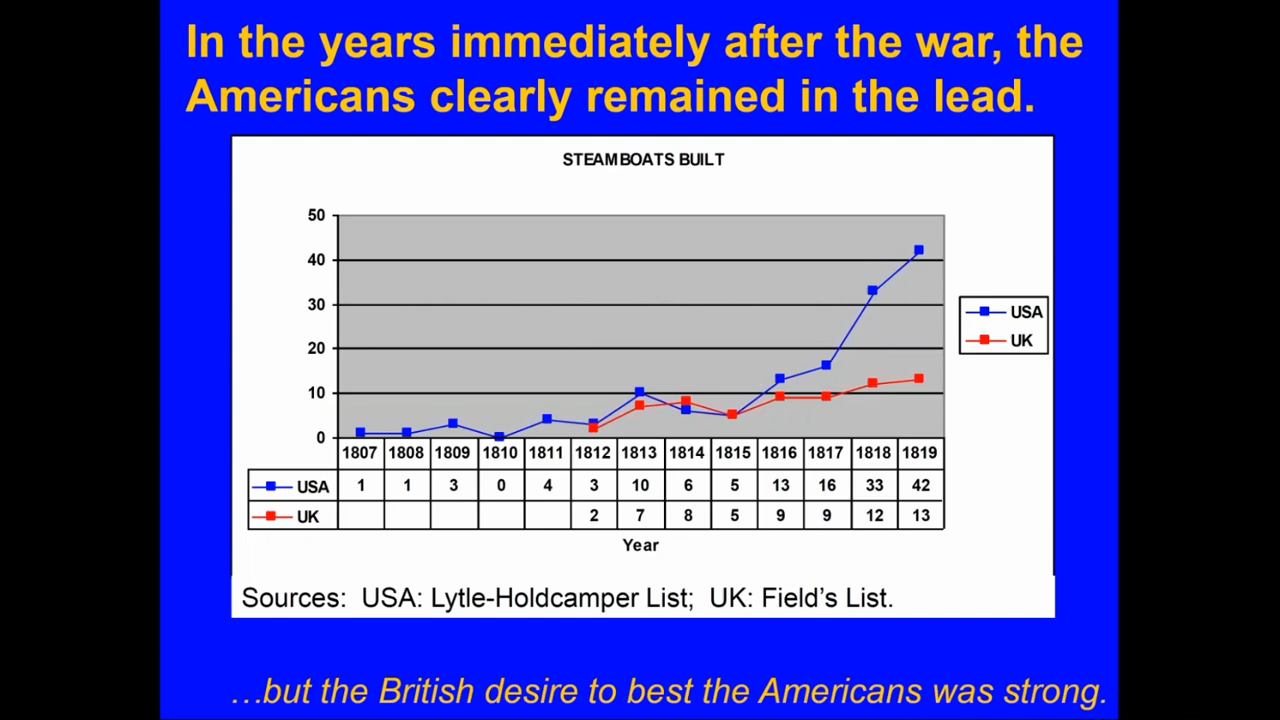 In the years immediately after the war, the
Americans clearly remained in the lead.
STEAMBOATS BUILT
50
40
30
20
10
0
USA
UK
1807 1808 1809 1810 1811 1812 1813 1814 1815 1816 1817 1818 1819
USA 1 1 3 0 4 3 10 6 5 13 16 33 42
UK 2 7 8 5 9 9 12 13
Year
Sources: USA: Lytle-Holdcamper List; UK: Field's List.
…but the British desire to best the Americans was strong.